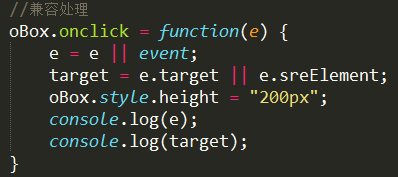 //兼容处理
oBox.onclick = function(e) {
    e = e || event;
    target = e.target || e.sreElement;
    oBox.style.height = "200px";
    console.log(e);
    console.log(target);
}